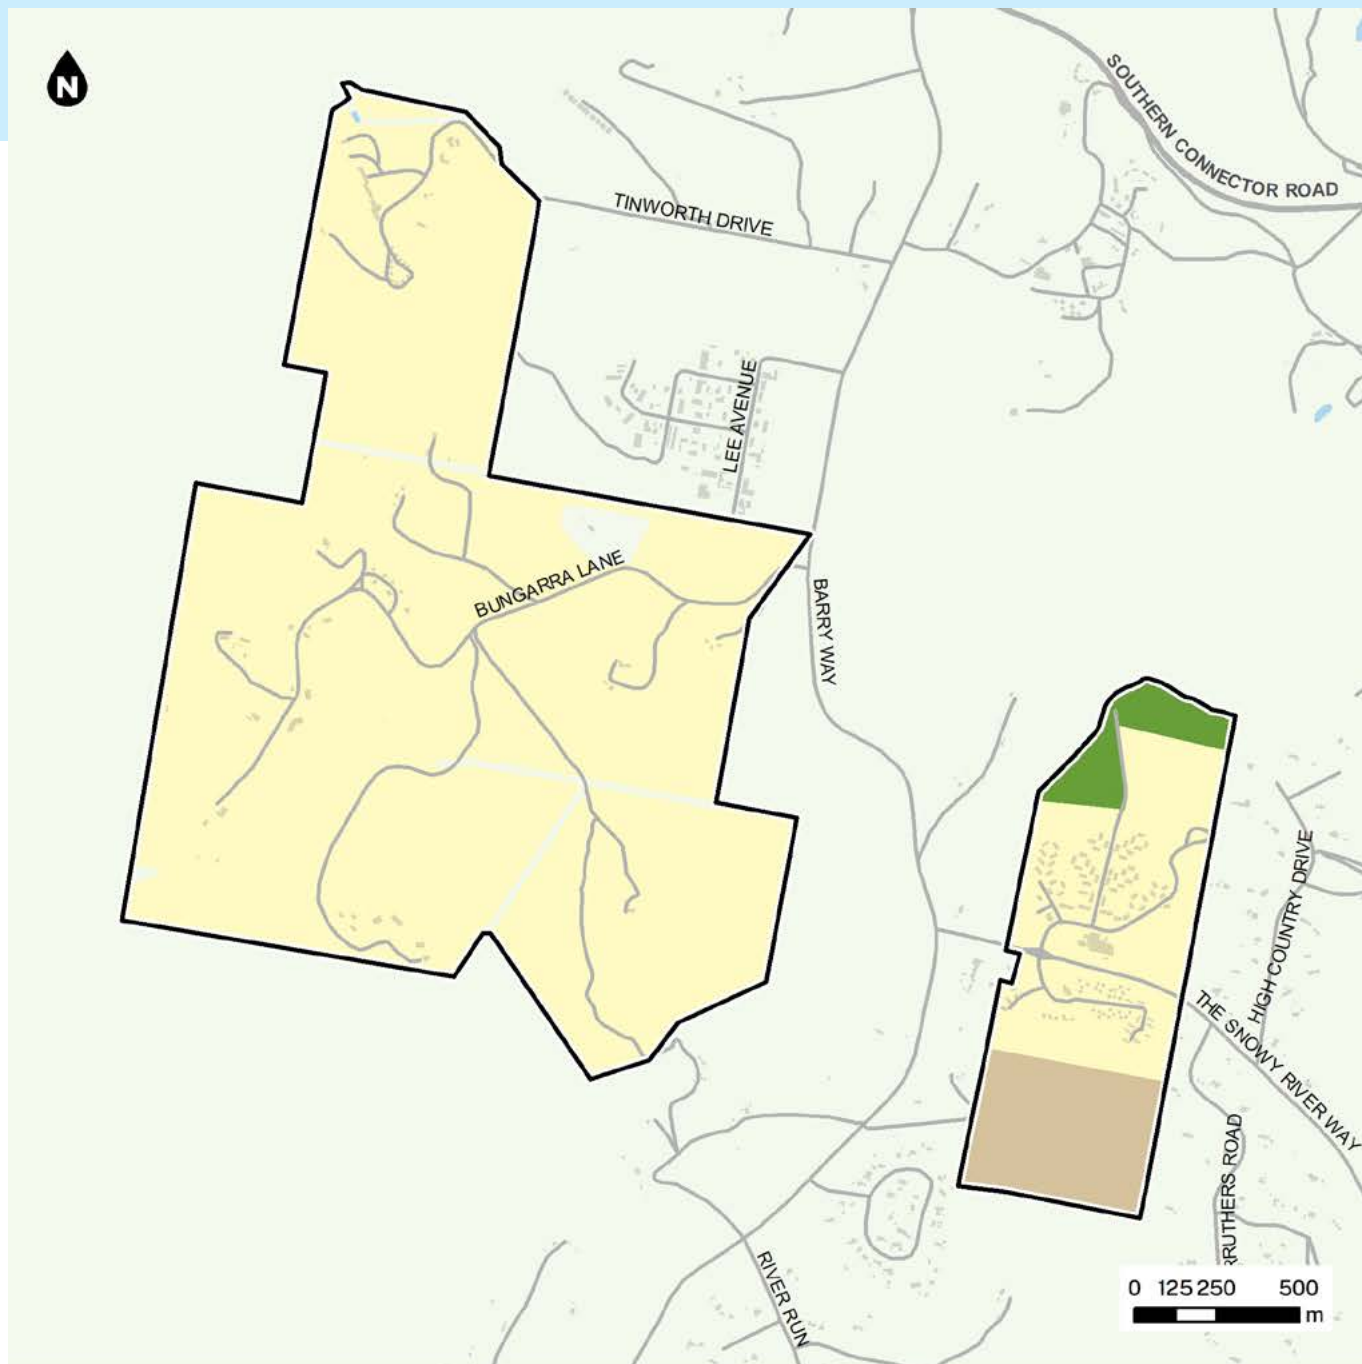 N
SOUTHERN CONNECTOR ROAD
TINWORTH DRIVE
LEE AVENUE
BUNGARRA LANE
BARRY WAY
HIGH COUNTRY DRIVE
THE SNOWY RIVER WAY
RRUTHERS ROAD
RIVER RUN
0 125 250 500
m